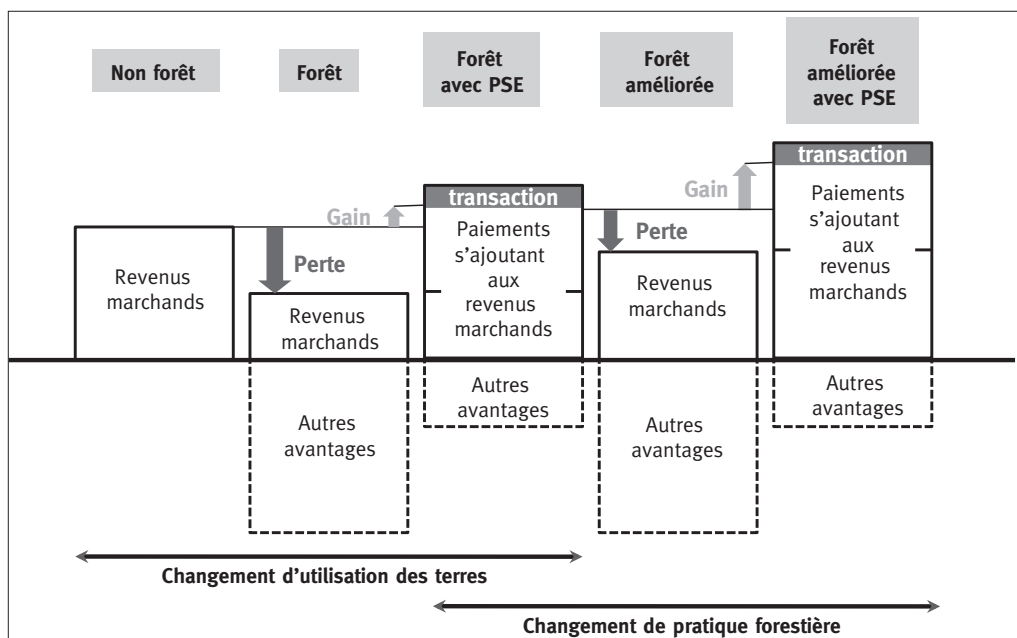 Non forêt
Forêt
Forêt
avec PSE
Forêt
améliorée
Forêt
améliorée
avec PSE
Revenus
marchands
Perte
Revenus
marchands
Autres
avantages
Gain
transaction
Paiements
s'ajoutant
aux
revenus
marchands
Autres
avantages
Perte
Revenus
marchands
Autres
avantages
Gain
transaction
Paiements
s'ajoutant
aux
revenus
marchands
Autres
avantages
Changement d'utilisation des terres
Changement de pratique forestière